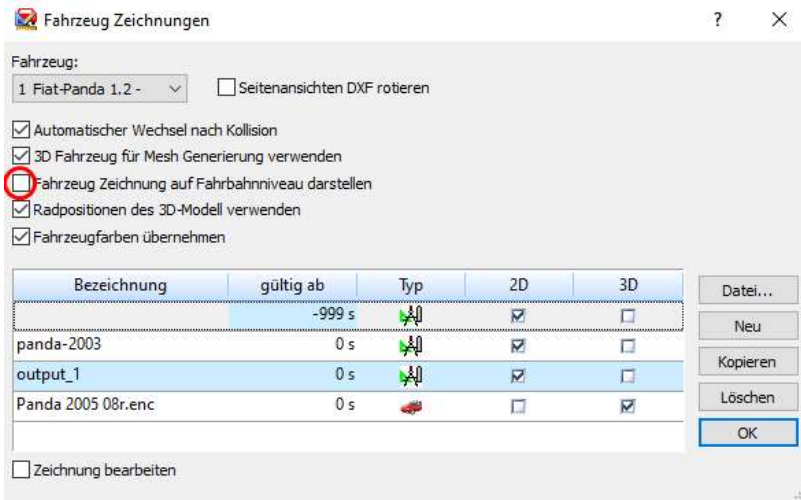 Fahrzeug Zeichnungen
Fahrzeug:
1 Fiat-Panda 1.2 -
Seitenansichten DXF rotieren
Automatischer Wechsel nach Kollision
3D Fahrzeug für Mesh Generierung verwenden
Fahrzeug Zeichnung auf Fahrbahnniveau darstellen
Radpositionen des 3D-Modell verwenden
Fahrzeugfarben übernehmen
Bezeichnung gültig ab Typ 2D 3D
-999 s
panda-2003 0 s
output_1 0 s
Panda 2005 08r.enc 0 s
Datei...
Neu
Kopieren
Löschen
OK
Zeichnung bearbeiten